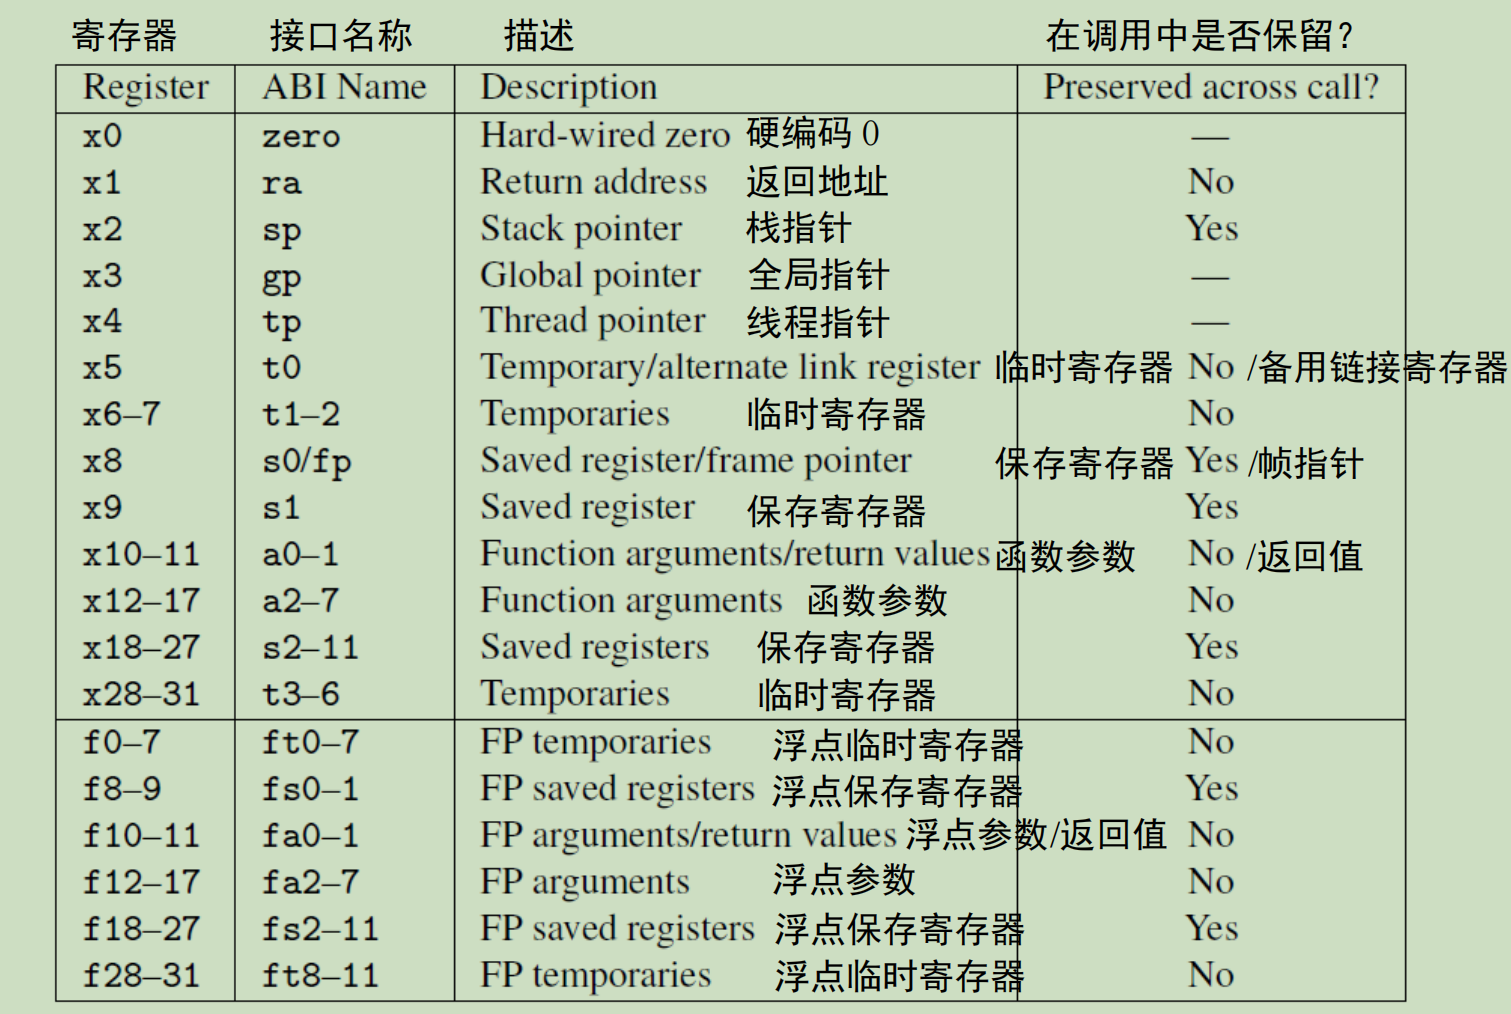 寄存器 接口名称 描述 在调用中是否保留？
Register ABI Name Description Preserved across call?
x0 zero Hard-wired zero 硬编码 0 —
x1 ra Return address 返回地址 No
x2 sp Stack pointer 栈指针 Yes
x3 gp Global pointer 全局指针 —
x4 tp Thread pointer 线程指针 —
x5 t0 Temporary/alternate link register 临时寄存器 No /备用链接寄存器
x6–7 t1–2 Temporaries 临时寄存器 No
x8 s0/fp Saved register/frame pointer 保存寄存器 Yes /帧指针
x9 s1 Saved register 保存寄存器 Yes
x10–11 a0–1 Function arguments/return values 函数参数 No /返回值
x12–17 a2–7 Function arguments 函数参数 No
x18–27 s2–11 Saved registers 保存寄存器 Yes
x28–31 t3–6 Temporaries 临时寄存器 No
f0–7 ft0–7 FP temporaries 浮点临时寄存器 No
f8–9 fs0–1 FP saved registers 浮点保存寄存器 Yes
f10–11 fa0–1 FP arguments/return values 浮点参数/返回值 No
f12–17 fa2–7 FP arguments 浮点参数 No
f18–27 fs2–11 FP saved registers 浮点保存寄存器 Yes
f28–31 ft8–11 FP temporaries 浮点临时寄存器 No